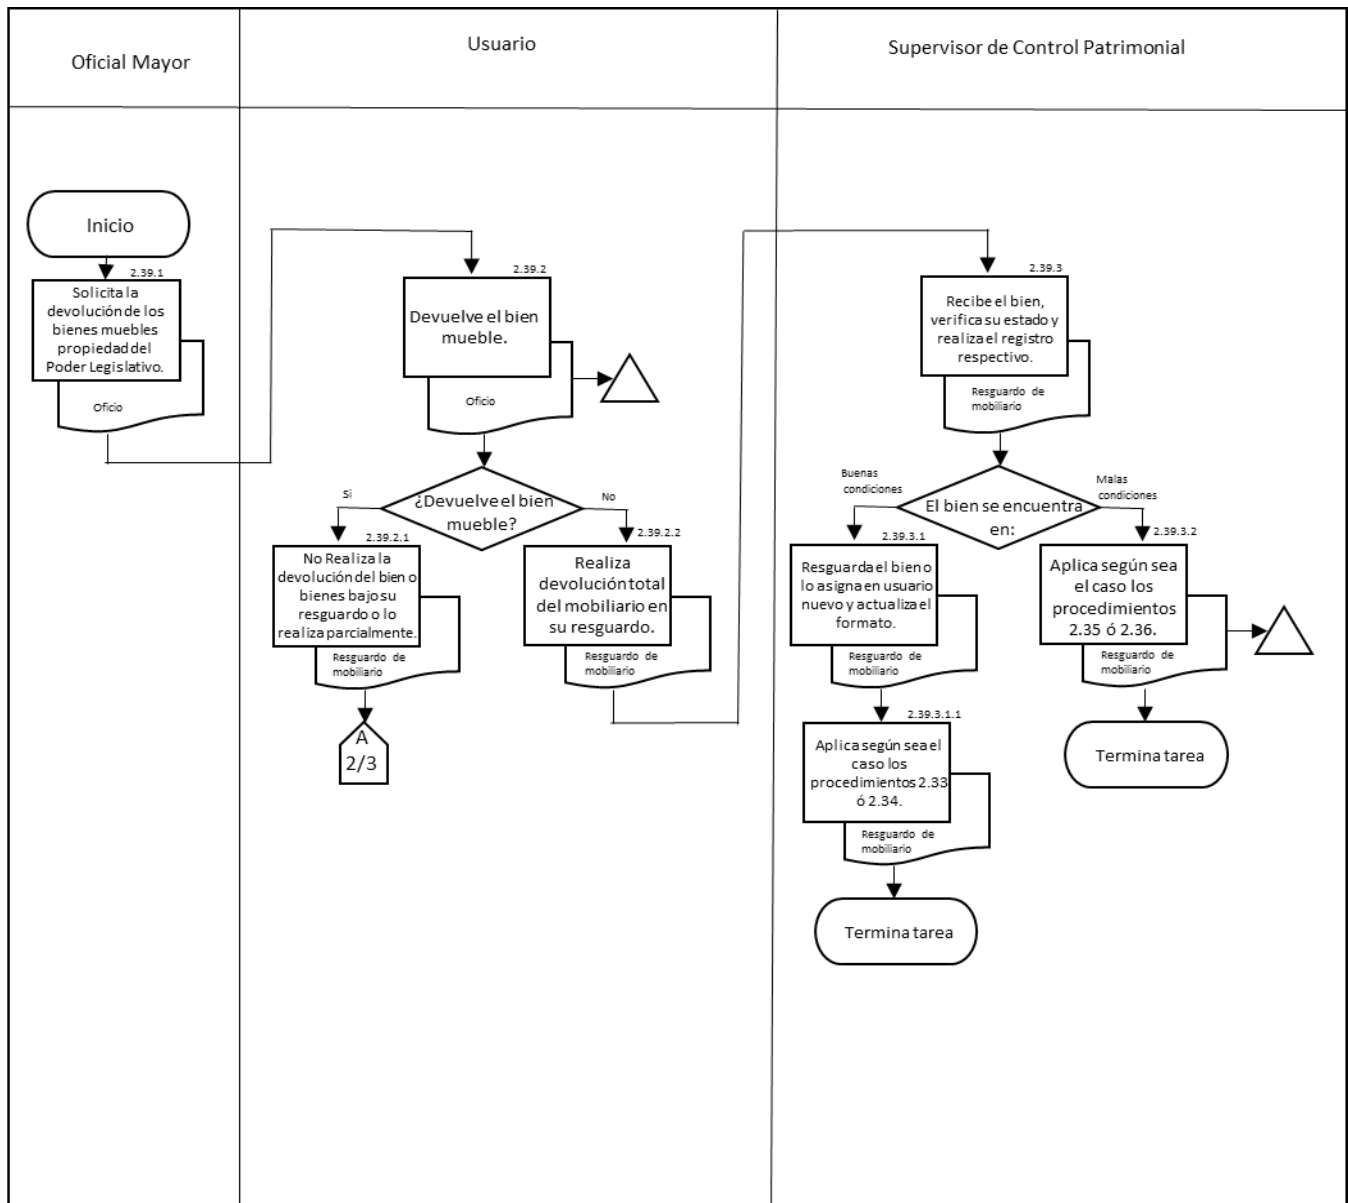 Oficial Mayor
Usuario
Supervisor de Control Patrimonial
Inicio
2.39.1
Solicita la
devolución de los
bienes muebles
propiedad del
Poder Legislativo.
Oficio
2.39.2
Devuelve el bien
mueble.
Oficio
¿Devuelve el bien
mueble?
Si
No
2.39.2.1
No Realiza la
devolución del bien o
bienes bajo su
resguardo o lo
realiza parcialmente.
Resguardo de
mobiliario
A
2/3
2.39.2.2
Realiza
devolución total
del mobiliario en
su resguardo.
Resguardo de
mobiliario
2.39.3
Recibe el bien,
verifica su estado y
realiza el registro
respectivo.
Resguardo de
mobiliario
El bien se encuentra
en:
Buenas
condiciones
Malas
condiciones
2.39.3.1
Resguarda el bien o
lo asigna en usuario
nuevo y actualiza el
formato.
Resguardo de
mobiliario
2.39.3.1.1
Aplica según sea el
caso los
procedimientos 2.33
ó 2.34.
Resguardo de
mobiliario
Termina tarea
2.39.3.2
Aplica según sea
el caso los
procedimientos
2.35 ó 2.36.
Resguardo de
mobiliario
Termina tarea